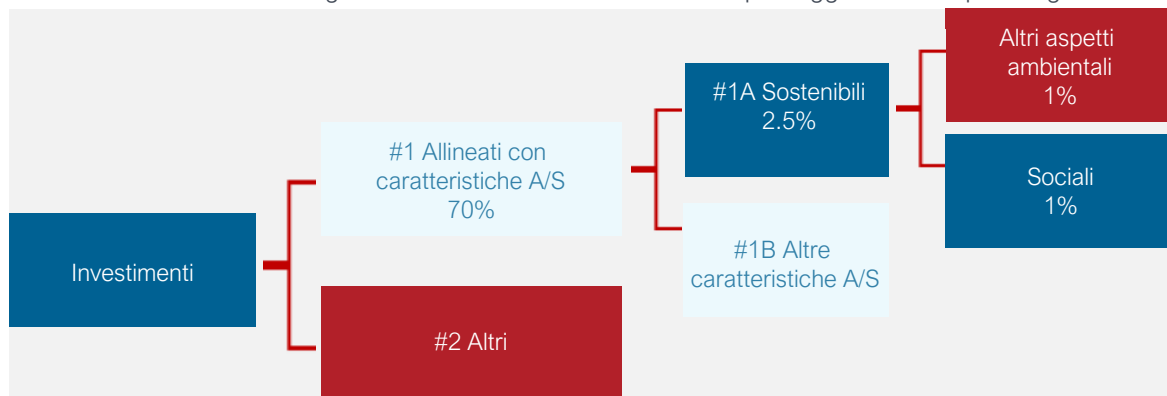 Altri aspetti
ambientali
1%
#1A Sostenibili
2.5%
#1 Allineati con
caratteristiche A/S
70%
Sociali
1%
#1B Altre
caratteristiche A/S
Investimenti
#2 Altri